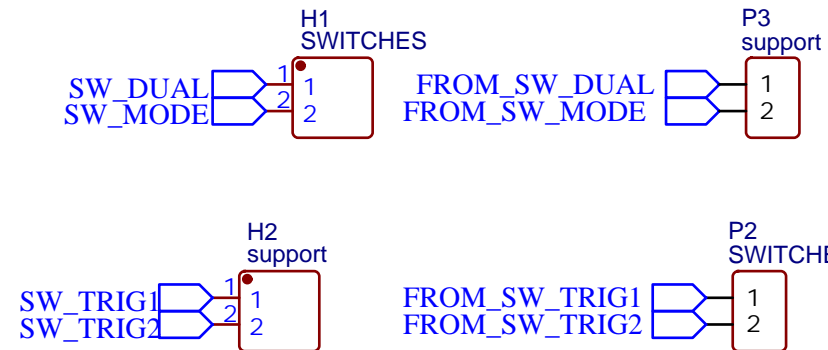 H1
SWITCHES
SW_DUAL 1 1
SW_MODE 2 2
P3
support
FROM_SW_DUAL 1
FROM_SW_MODE 2
H2
support
SW_TRIG1 1 1
SW_TRIG2 2 2
P2
SWITCHE
FROM_SW_TRIG1 1
FROM_SW_TRIG2 2